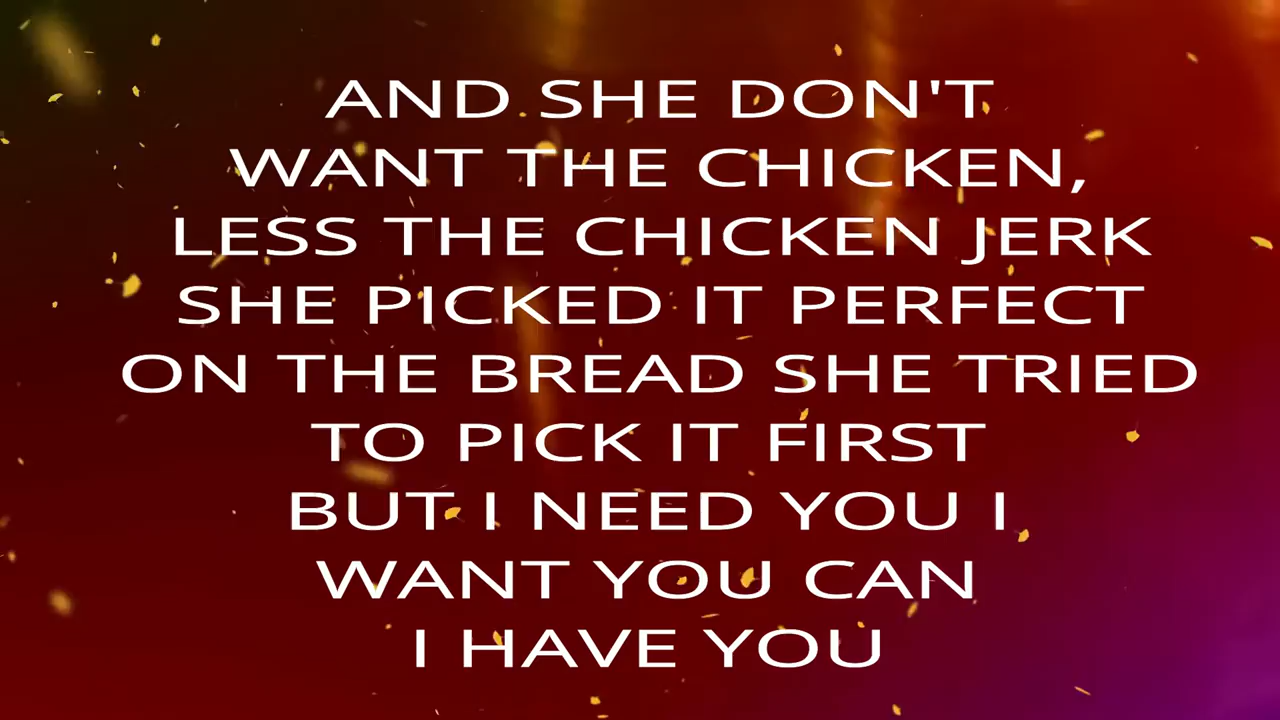 AND SHE DON'T
WANT THE CHICKEN,
LESS THE CHICKEN JERK
SHE PICKED IT PERFECT
ON THE BREAD SHE TRIED
TO PICK IT FIRST
BUT I NEED YOU I
WANT YOU CAN
I HAVE YOU